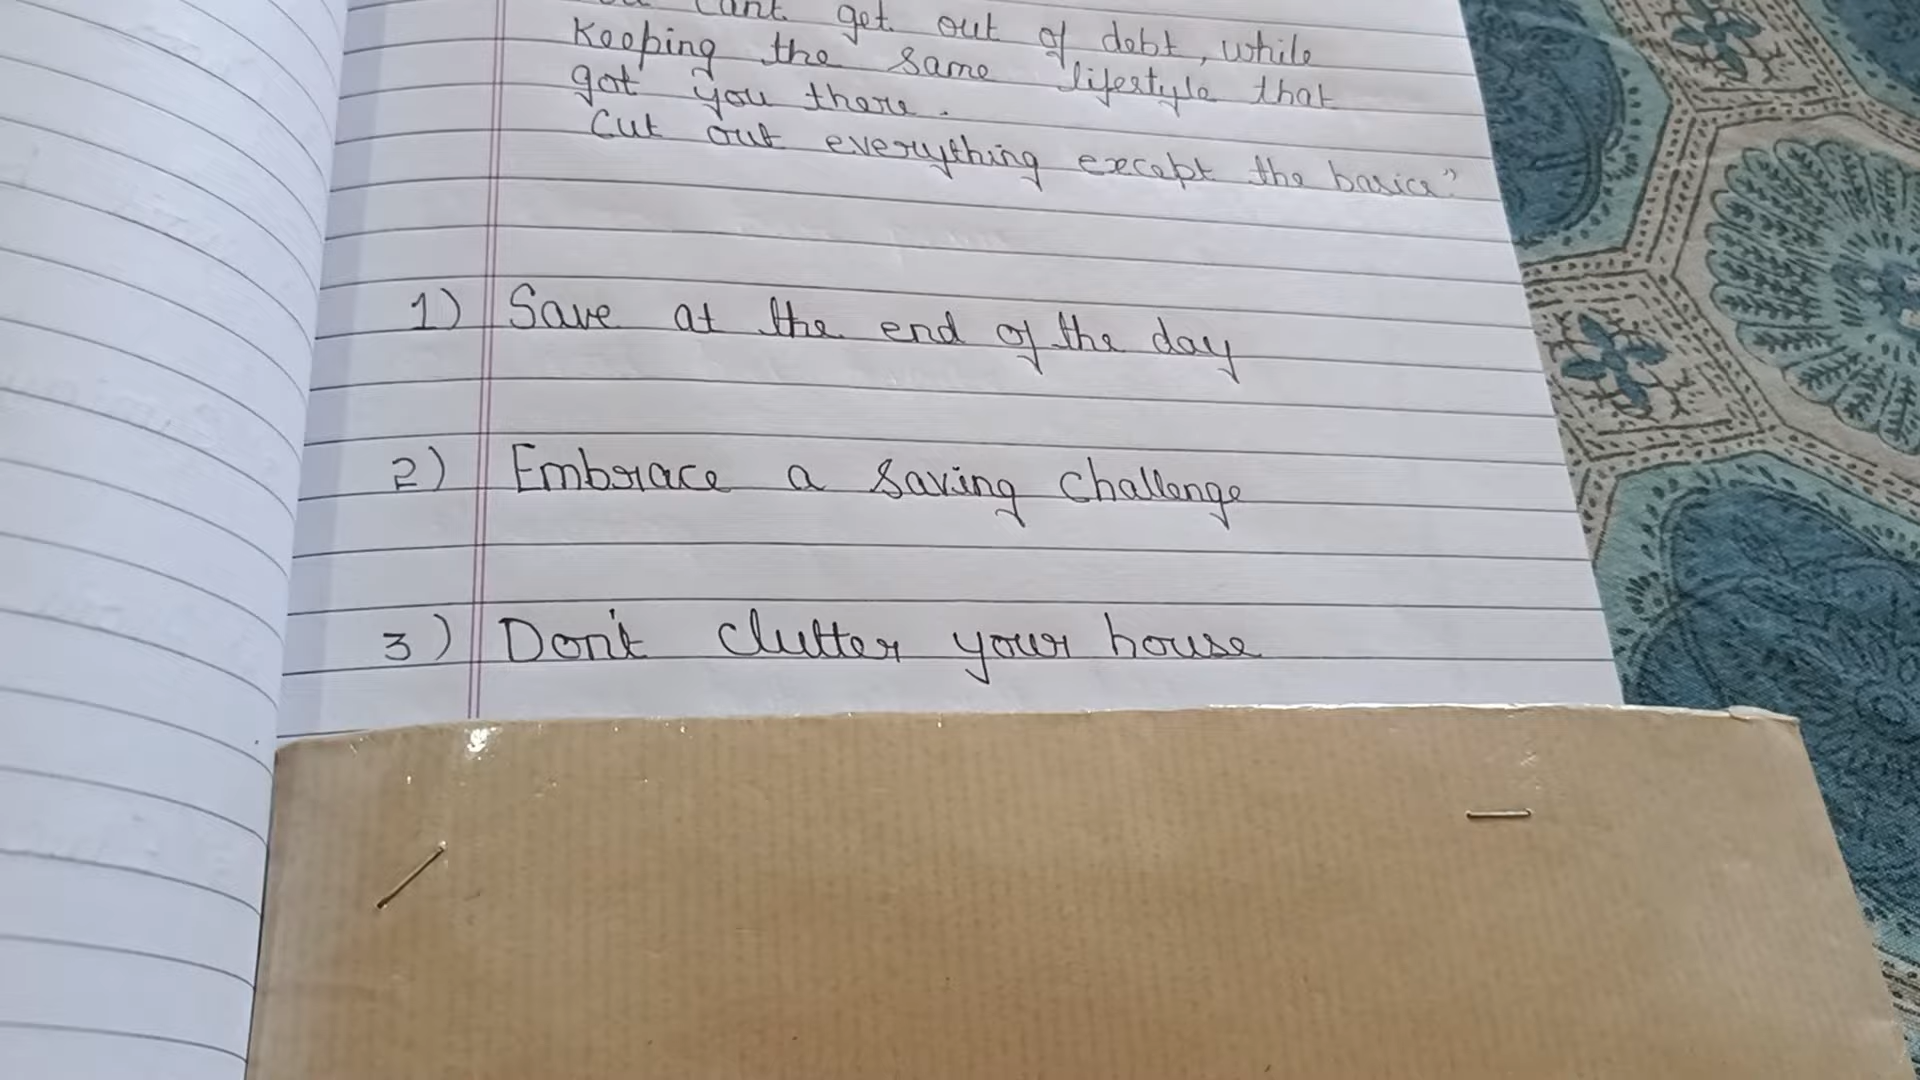 can't get out of debt, while
Keeping the same lifestyle that
got you there.
Cut out everything except the basics"
1) Save at the end of the day
2) Embrace a saving challenge
3) Don't clutter your house